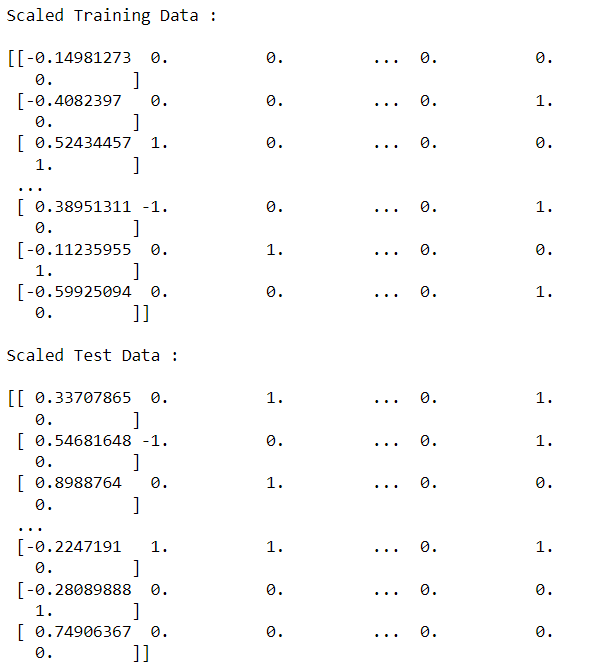 Scaled Training Data :
[[-0.14981273  0.          0.         ...  0.          0.
   0.        ]
 [-0.4082397   0.          0.         ...  0.          1.
   0.        ]
 [ 0.52434457  1.          0.         ...  0.          0.
   1.        ]
 ...
 [ 0.38951311 -1.          0.         ...  0.          1.
   0.        ]
 [-0.11235955  0.          1.         ...  0.          0.
   1.        ]
 [-0.59925094  0.          0.         ...  0.          1.
   0.        ]]
Scaled Test Data :
[[ 0.33707865  0.          1.         ...  0.          1.
   0.        ]
 [ 0.54681648 -1.          0.         ...  0.          1.
   0.        ]
 [ 0.8988764   0.          1.         ...  0.          0.
   0.        ]
 ...
 [-0.2247191   1.          1.         ...  0.          1.
   0.        ]
 [-0.28089888  0.          0.         ...  0.          0.
   1.        ]
 [ 0.74906367  0.          0.         ...  0.          0.
   0.        ]]